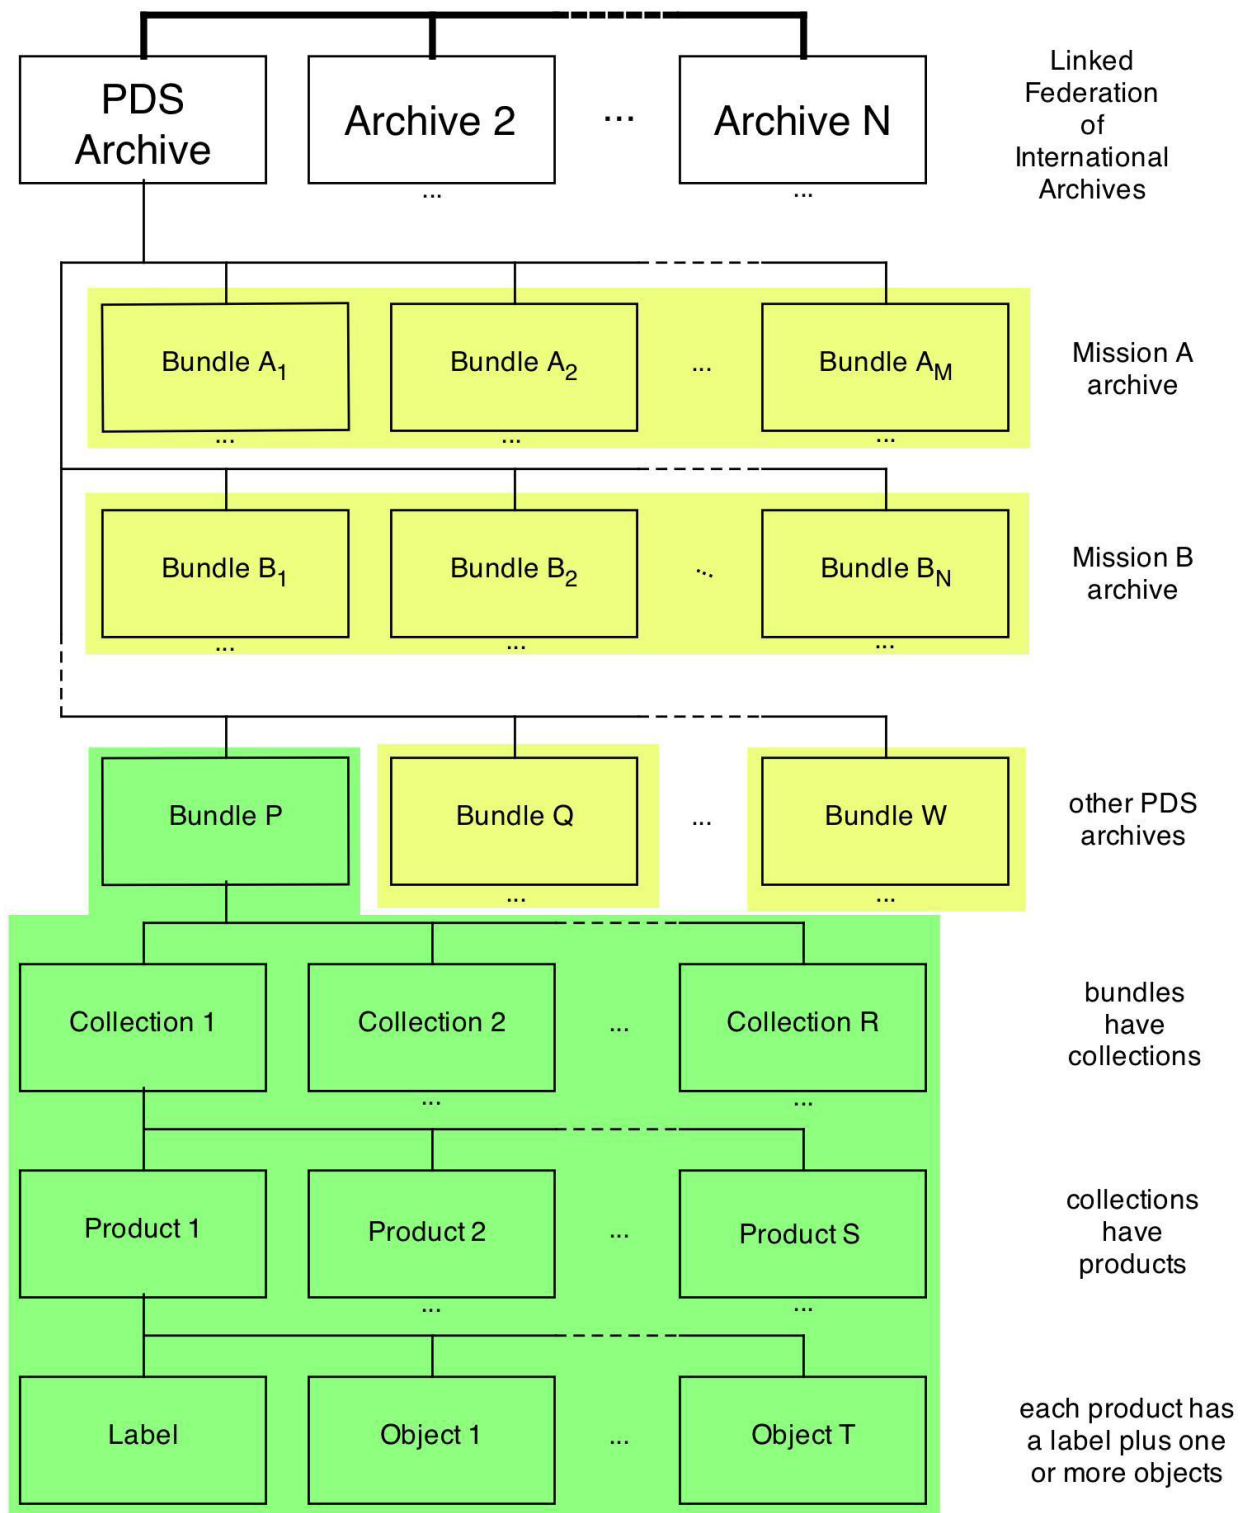 PDS
Archive
Archive 2
...
Archive N
Linked
Federation
of
International
Archives
...
...
Bundle A1
Bundle A2
...
Bundle AM
Mission A
archive
...
...
...
Bundle B1
Bundle B2
...
Bundle BN
Mission B
archive
...
...
...
Bundle P
Bundle Q
...
Bundle W
other PDS
archives
...
...
Collection 1
Collection 2
...
Collection R
bundles
have
collections
...
...
Product 1
Product 2
...
Product S
collections
have
products
...
...
Label
Object 1
...
Object T
each product has
a label plus one
or more objects